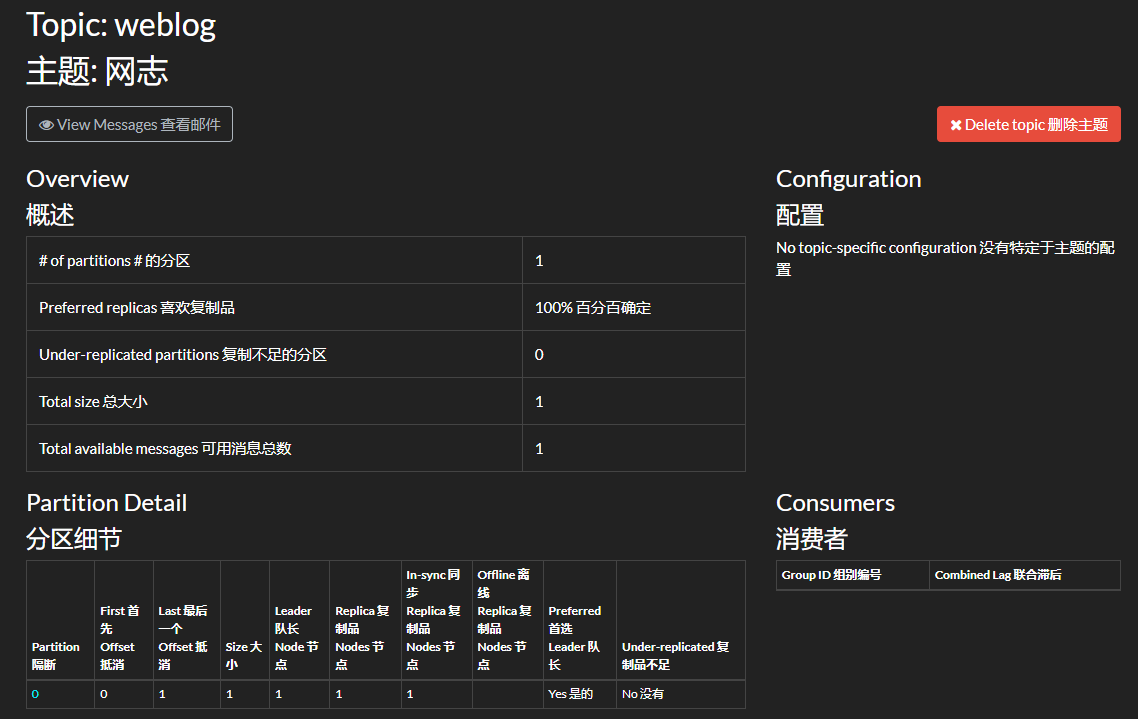 Topic: weblog
主题: 网志
View Messages 查看邮件
Delete topic 删除主题
Overview
概述
# of partitions # 的分区 1
Preferred replicas 喜欢复制品 100% 百分百确定
Under-replicated partitions 复制不足的分区 0
Total size 总大小 1
Total available messages 可用消息总数 1
Configuration
配置
No topic-specific configuration 没有特定于主题的配
置
Partition Detail
分区细节
Partition
隔断
First 首
先
Offset
抵消
Last 最后
一个
Offset 抵
消
Size 大
小
Leader
队长
Node 节
点
Replica 复
制品
Nodes 节
点
In-sync 同
步
Replica 复
制品
Nodes 节
点
Offline 离
线
Replica 复
制品
Nodes 节
点
Preferred
首选
Leader 队
长
Under-replicated 复
制品不足
0 0 1 1 1 1 1 Yes 是的 No 没有
Consumers
消费者
Group ID 组别编号 Combined Lag 联合滞后